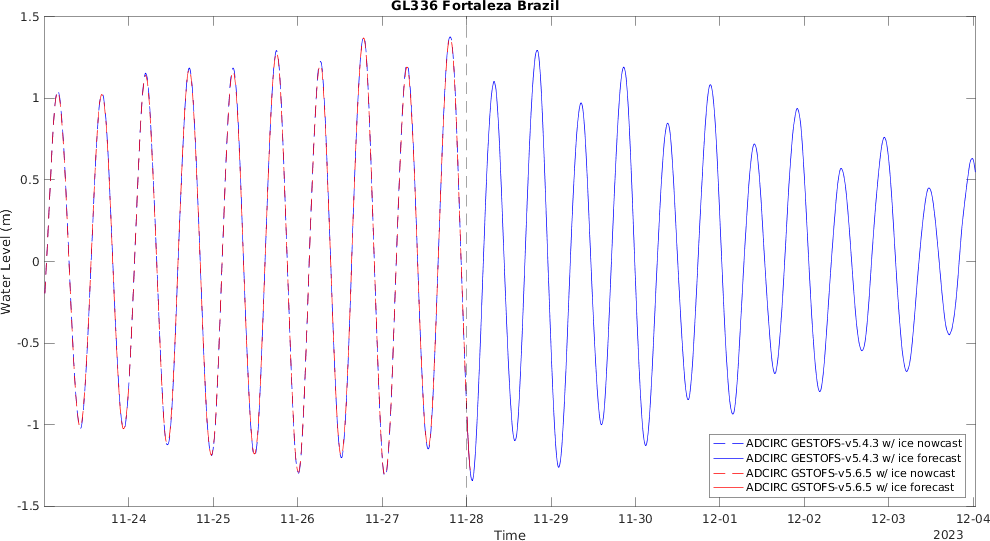 GL336 Fortaleza Brazil
1.5
1
0.5
0
-0.5
-1
-1.5
Water Level (m)
ADCIRC GESTOFS-v5.4.3 w/ ice nowcast
ADCIRC GESTOFS-v5.4.3 w/ ice forecast
ADCIRC GSTOFS-v5.6.5 w/ ice nowcast
ADCIRC GSTOFS-v5.6.5 w/ ice forecast
11-24 11-25 11-26 11-27 11-28 11-29 11-30 12-01 12-02 12-03 12-04
Time
2023